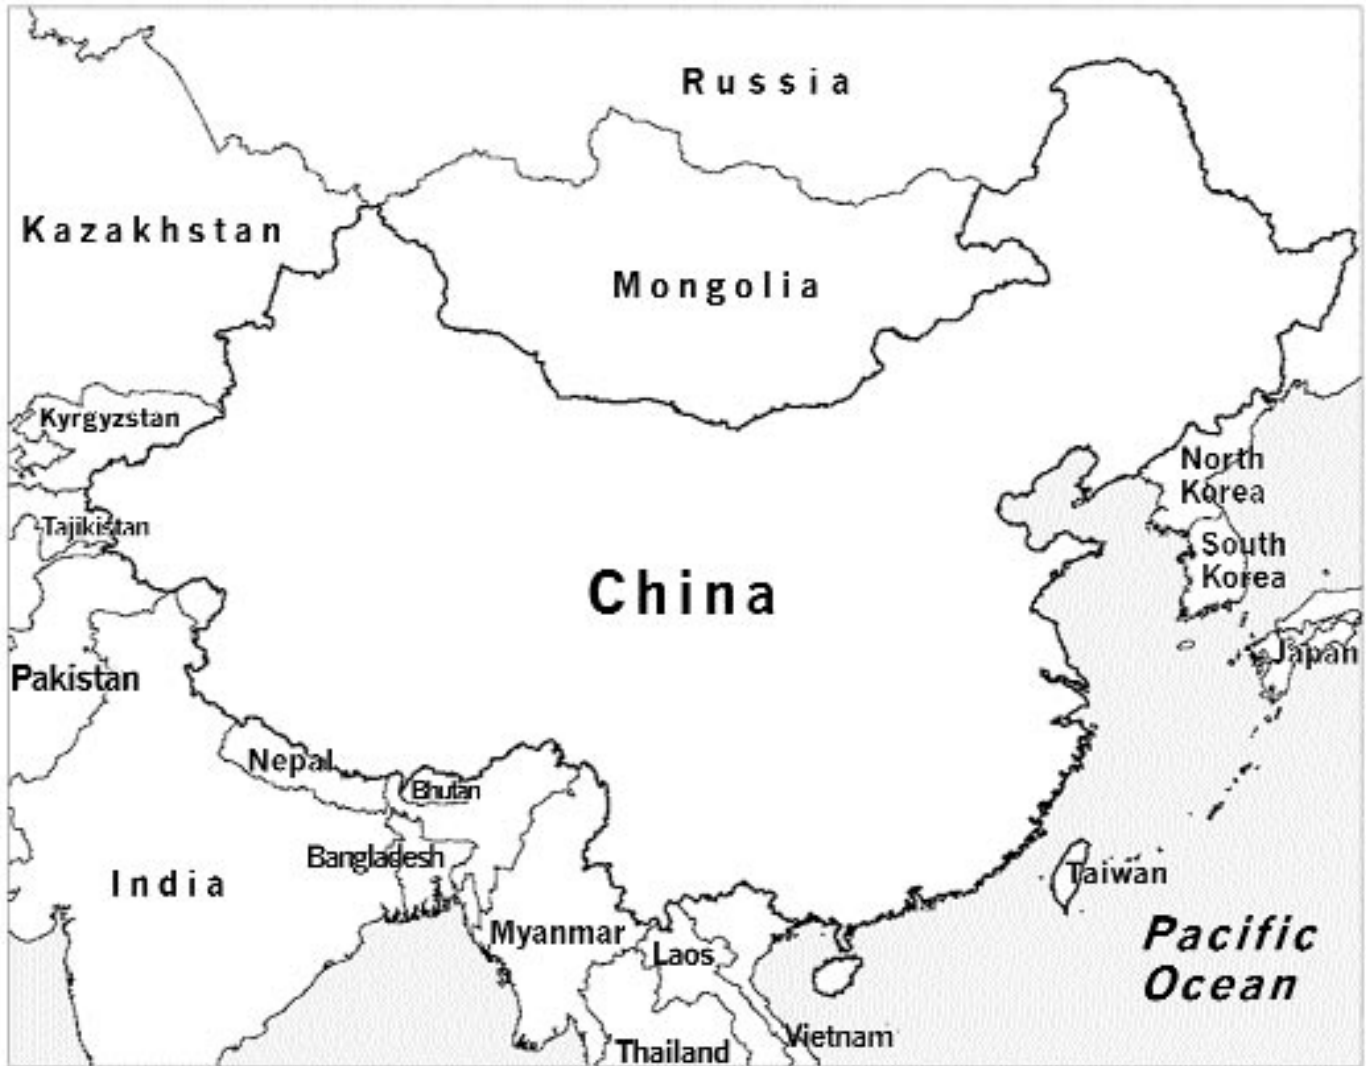 Russia
Kazakhstan
Mongolia
Kyrgyzstan
North
Korea
Tajikistan
South
Korea
China
Japan
Pakistan
Nepal
Bhutan
Bangladesh
India
Taiwan
Myanmar
Laos
Pacific
Ocean
Vietnam
Thailand